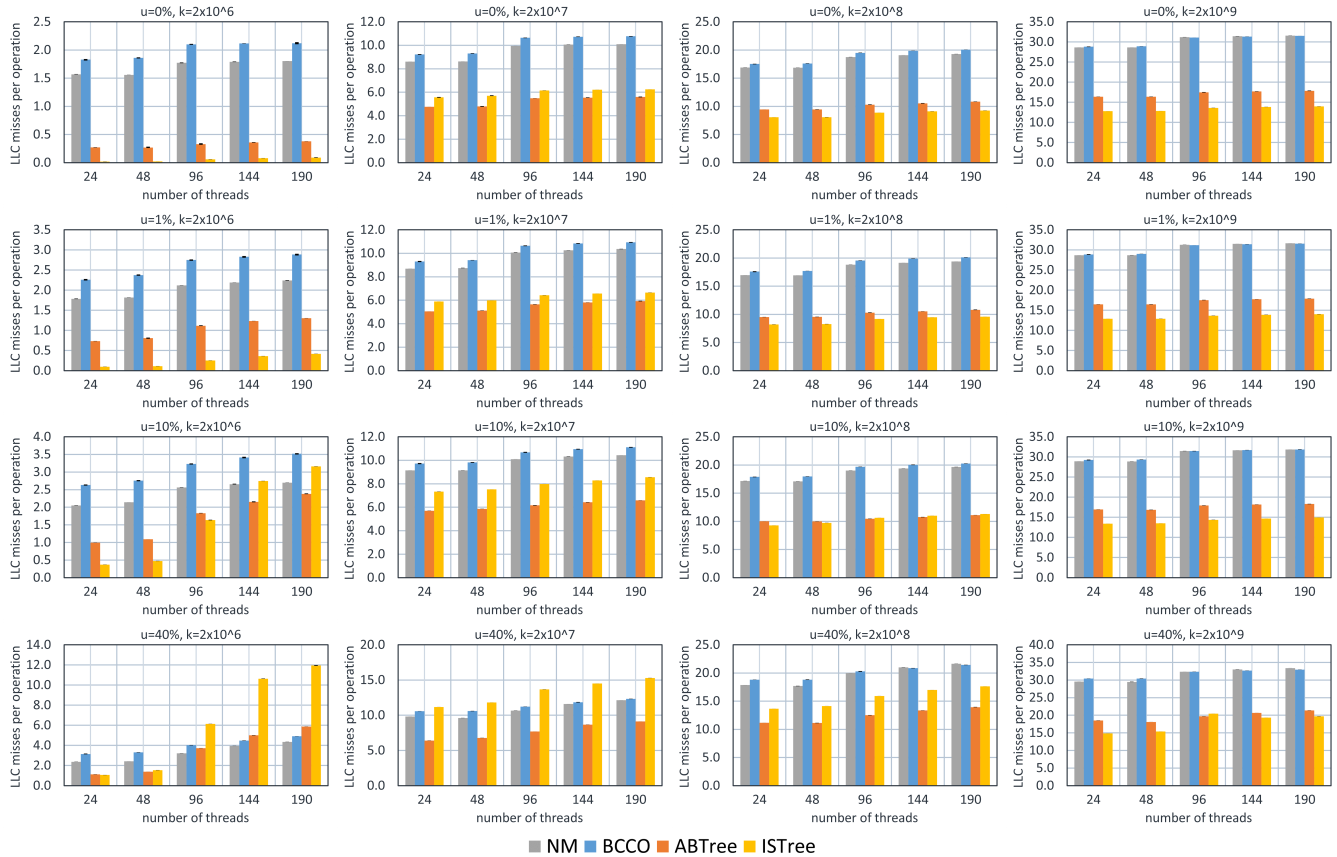 u=0%, k=2x10^6
LLC misses per operation
2.5
2.0
1.5
1.0
0.5
0.0
24 48 96 144 190
number of threads
u=0%, k=2x10^7
LLC misses per operation
12.0
10.0
8.0
6.0
4.0
2.0
0.0
24 48 96 144 190
number of threads
u=0%, k=2x10^8
LLC misses per operation
25.0
20.0
15.0
10.0
5.0
0.0
24 48 96 144 190
number of threads
u=0%, k=2x10^9
LLC misses per operation
35.0
30.0
25.0
20.0
15.0
10.0
5.0
0.0
24 48 96 144 190
number of threads
u=1%, k=2x10^6
LLC misses per operation
3.5
3.0
2.5
2.0
1.5
1.0
0.5
0.0
24 48 96 144 190
number of threads
u=1%, k=2x10^7
LLC misses per operation
12.0
10.0
8.0
6.0
4.0
2.0
0.0
24 48 96 144 190
number of threads
u=1%, k=2x10^8
LLC misses per operation
25.0
20.0
15.0
10.0
5.0
0.0
24 48 96 144 190
number of threads
u=1%, k=2x10^9
LLC misses per operation
35.0
30.0
25.0
20.0
15.0
10.0
5.0
0.0
24 48 96 144 190
number of threads
u=10%, k=2x10^6
LLC misses per operation
4.0
3.5
3.0
2.5
2.0
1.5
1.0
0.5
0.0
24 48 96 144 190
number of threads
u=10%, k=2x10^7
LLC misses per operation
12.0
10.0
8.0
6.0
4.0
2.0
0.0
24 48 96 144 190
number of threads
u=10%, k=2x10^8
LLC misses per operation
25.0
20.0
15.0
10.0
5.0
0.0
24 48 96 144 190
number of threads
u=10%, k=2x10^9
LLC misses per operation
35.0
30.0
25.0
20.0
15.0
10.0
5.0
0.0
24 48 96 144 190
number of threads
u=40%, k=2x10^6
LLC misses per operation
14.0
12.0
10.0
8.0
6.0
4.0
2.0
0.0
24 48 96 144 190
number of threads
u=40%, k=2x10^7
LLC misses per operation
20.0
15.0
10.0
5.0
0.0
24 48 96 144 190
number of threads
u=40%, k=2x10^8
LLC misses per operation
25.0
20.0
15.0
10.0
5.0
0.0
24 48 96 144 190
number of threads
u=40%, k=2x10^9
LLC misses per operation
40.0
35.0
30.0
25.0
20.0
15.0
10.0
5.0
0.0
24 48 96 144 190
number of threads
NM BCCO ABTree ISTree